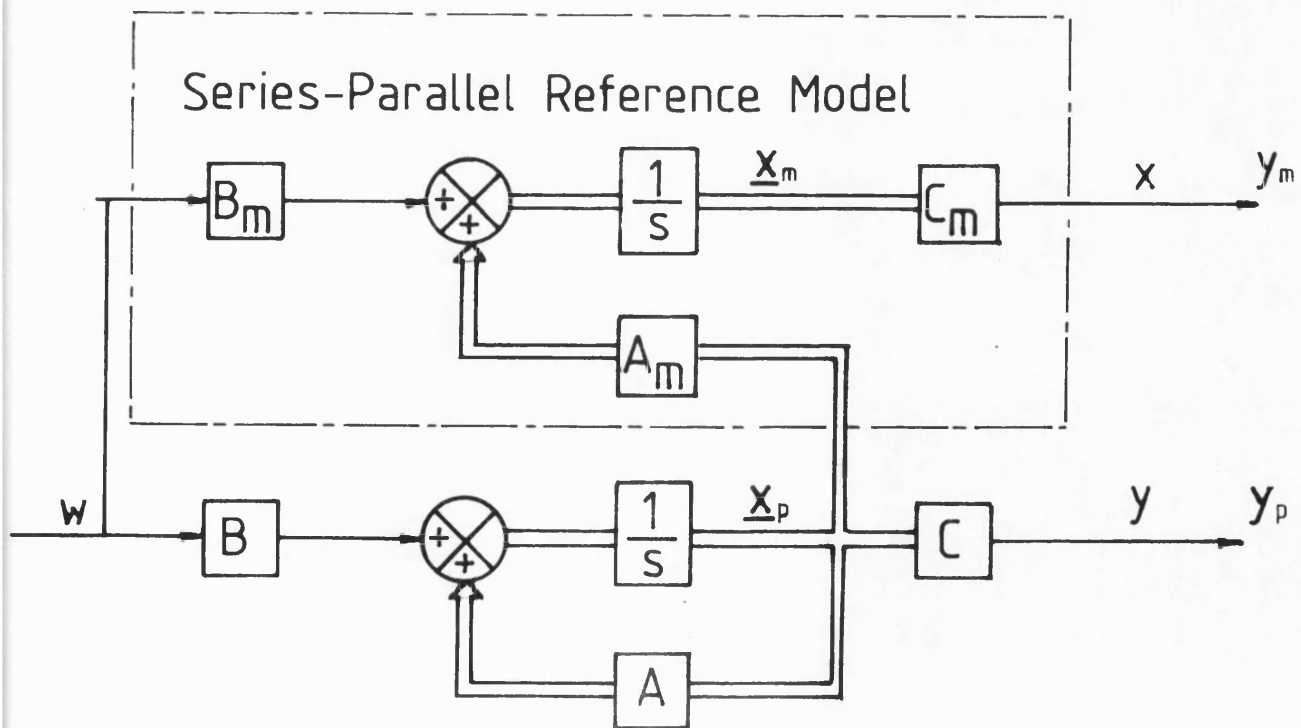 Series-Parallel Reference Model
B_m + + 1/s x_m C_m x y_m
A_m
w B + + 1/s x_p C y y_p
A